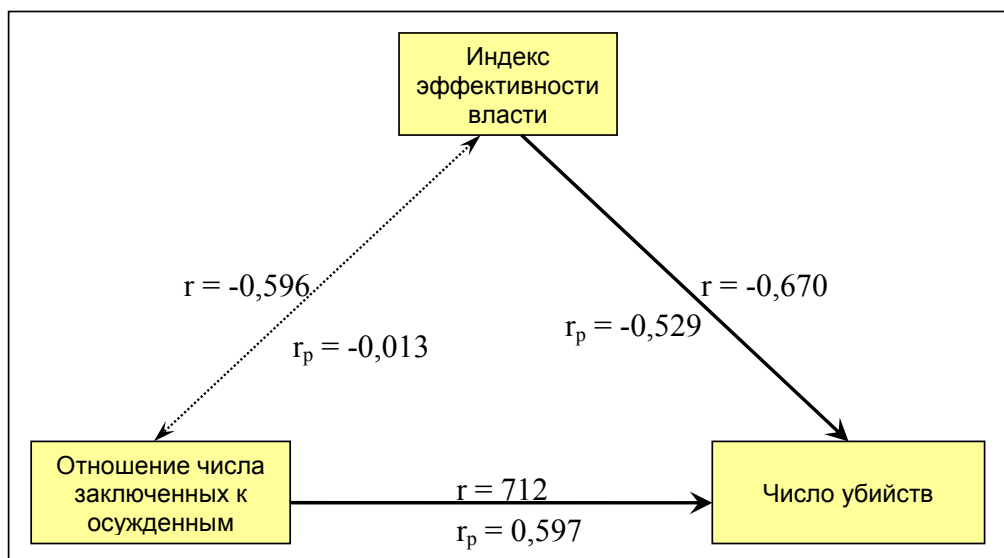 Индекс
эффективности
власти
r = -0,596
r = -0,670
rp = -0,529
rp = -0,013
Отношение числа
заключенных к
осужденным
r = 712
rp = 0,597
Число убийств